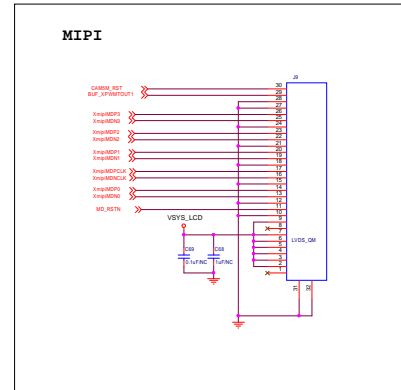 MIPI
J9
CAM5M_RST
BUF_XPWMTOUT1
XmipiMDP3
XmipiMDN3
XmipiMDP2
XmipiMDN2
XmipiMDP1
XmipiMDN1
XmipiMDPCLK
XmipiMDNCLK
XmipiMDP0
XmipiMDN0
MD_RSTN
30
29
28
27
26
25
24
23
22
21
20
19
18
17
16
15
14
13
12
11
10
9
8
7
6
5
4
3
2
1
VSYS_LCD
C69
0.1uF/NC
C68
1uF/NC
LVDS_QM
31
32